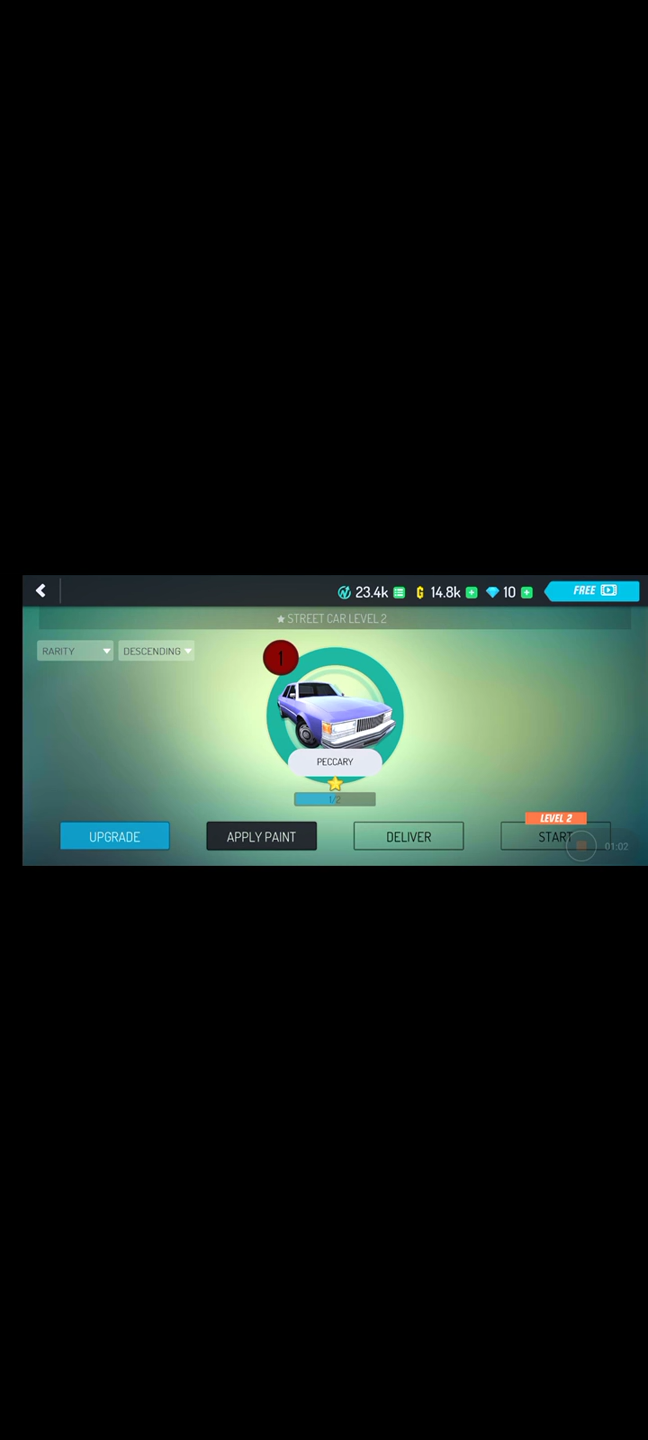 23.4k 14.8k 10 FREE
STREET CAR LEVEL 2
RARITY DESCENDING
1
PECCARY
1/2
LEVEL 2
UPGRADE APPLY PAINT DELIVER START
01:02